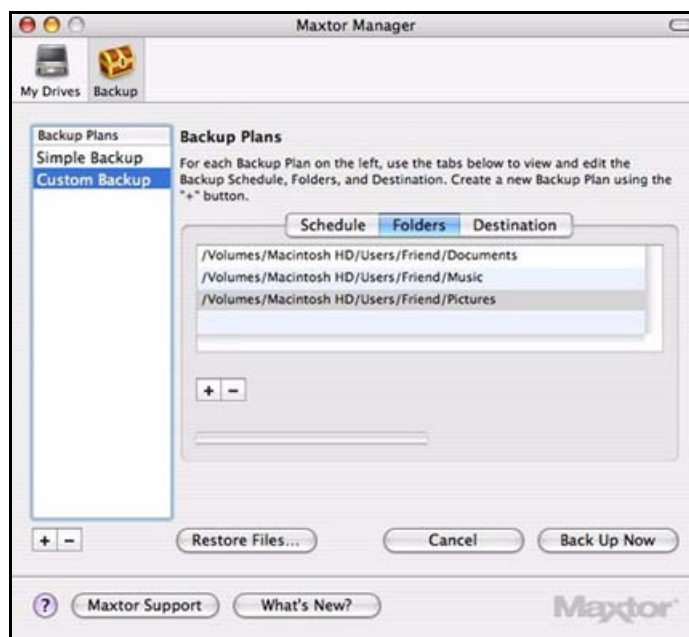 Maxtor Manager
My Drives
Backup
Backup Plans
Simple Backup
Custom Backup
Backup Plans
For each Backup Plan on the left, use the tabs below to view and edit the
Backup Schedule, Folders, and Destination. Create a new Backup Plan using the
"+" button.
Schedule
Folders
Destination
/Volumes/Macintosh HD/Users/Friend/Documents
/Volumes/Macintosh HD/Users/Friend/Music
/Volumes/Macintosh HD/Users/Friend/Pictures
+ −
+ −
Restore Files...
Cancel
Back Up Now
?
Maxtor Support
What's New?
Maxtor